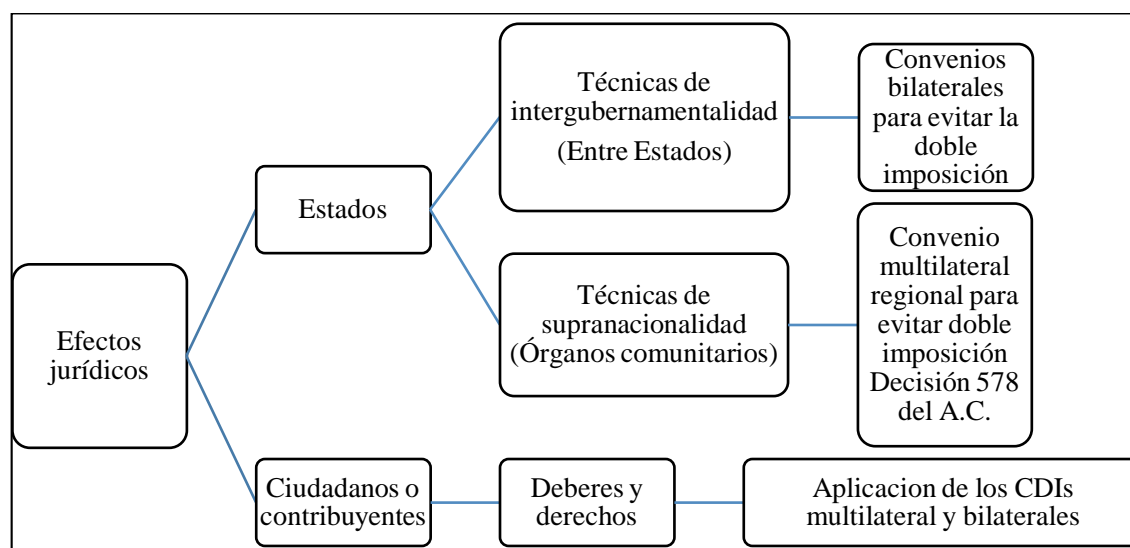 Efectos
jurídicos
Estados
Técnicas de
intergubernamentalidad
(Entre Estados)
Convenios
bilaterales
para evitar la
doble
imposición
Técnicas de
supranacionalidad
(Órganos comunitarios)
Convenio
multilateral
regional para
evitar doble
imposición
Decisión 578
del A.C.
Ciudadanos o
contribuyentes
Deberes y
derechos
Aplicacion de los CDIs
multilateral y bilaterales